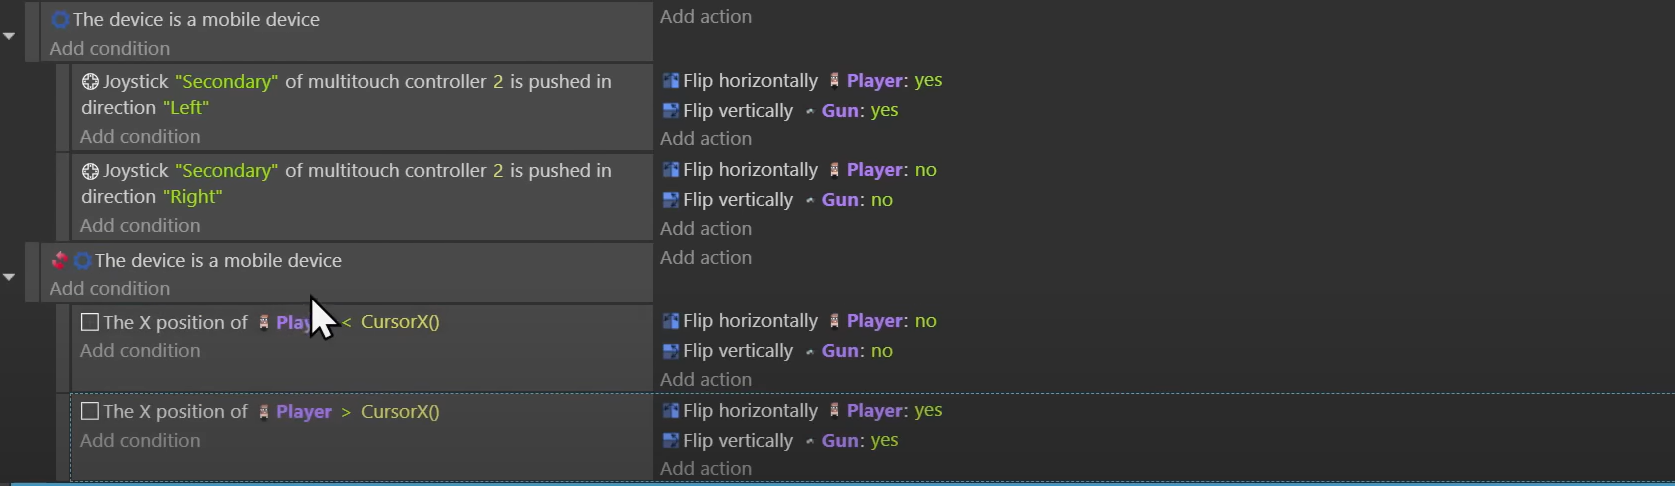 The device is a mobile device
Add action
Add condition
Joystick "Secondary" of multitouch controller 2 is pushed in
direction "Left"
Add condition
Flip horizontally Player: yes
Flip vertically Gun: yes
Add action
Joystick "Secondary" of multitouch controller 2 is pushed in
direction "Right"
Add condition
Flip horizontally Player: no
Flip vertically Gun: no
Add action
The device is a mobile device
Add action
Add condition
The X position of < CursorX()
Add condition
Flip horizontally Player: no
Flip vertically Gun: no
Add action
The X position of Player > CursorX()
Add condition
Flip horizontally Player: yes
Flip vertically Gun: yes
Add action